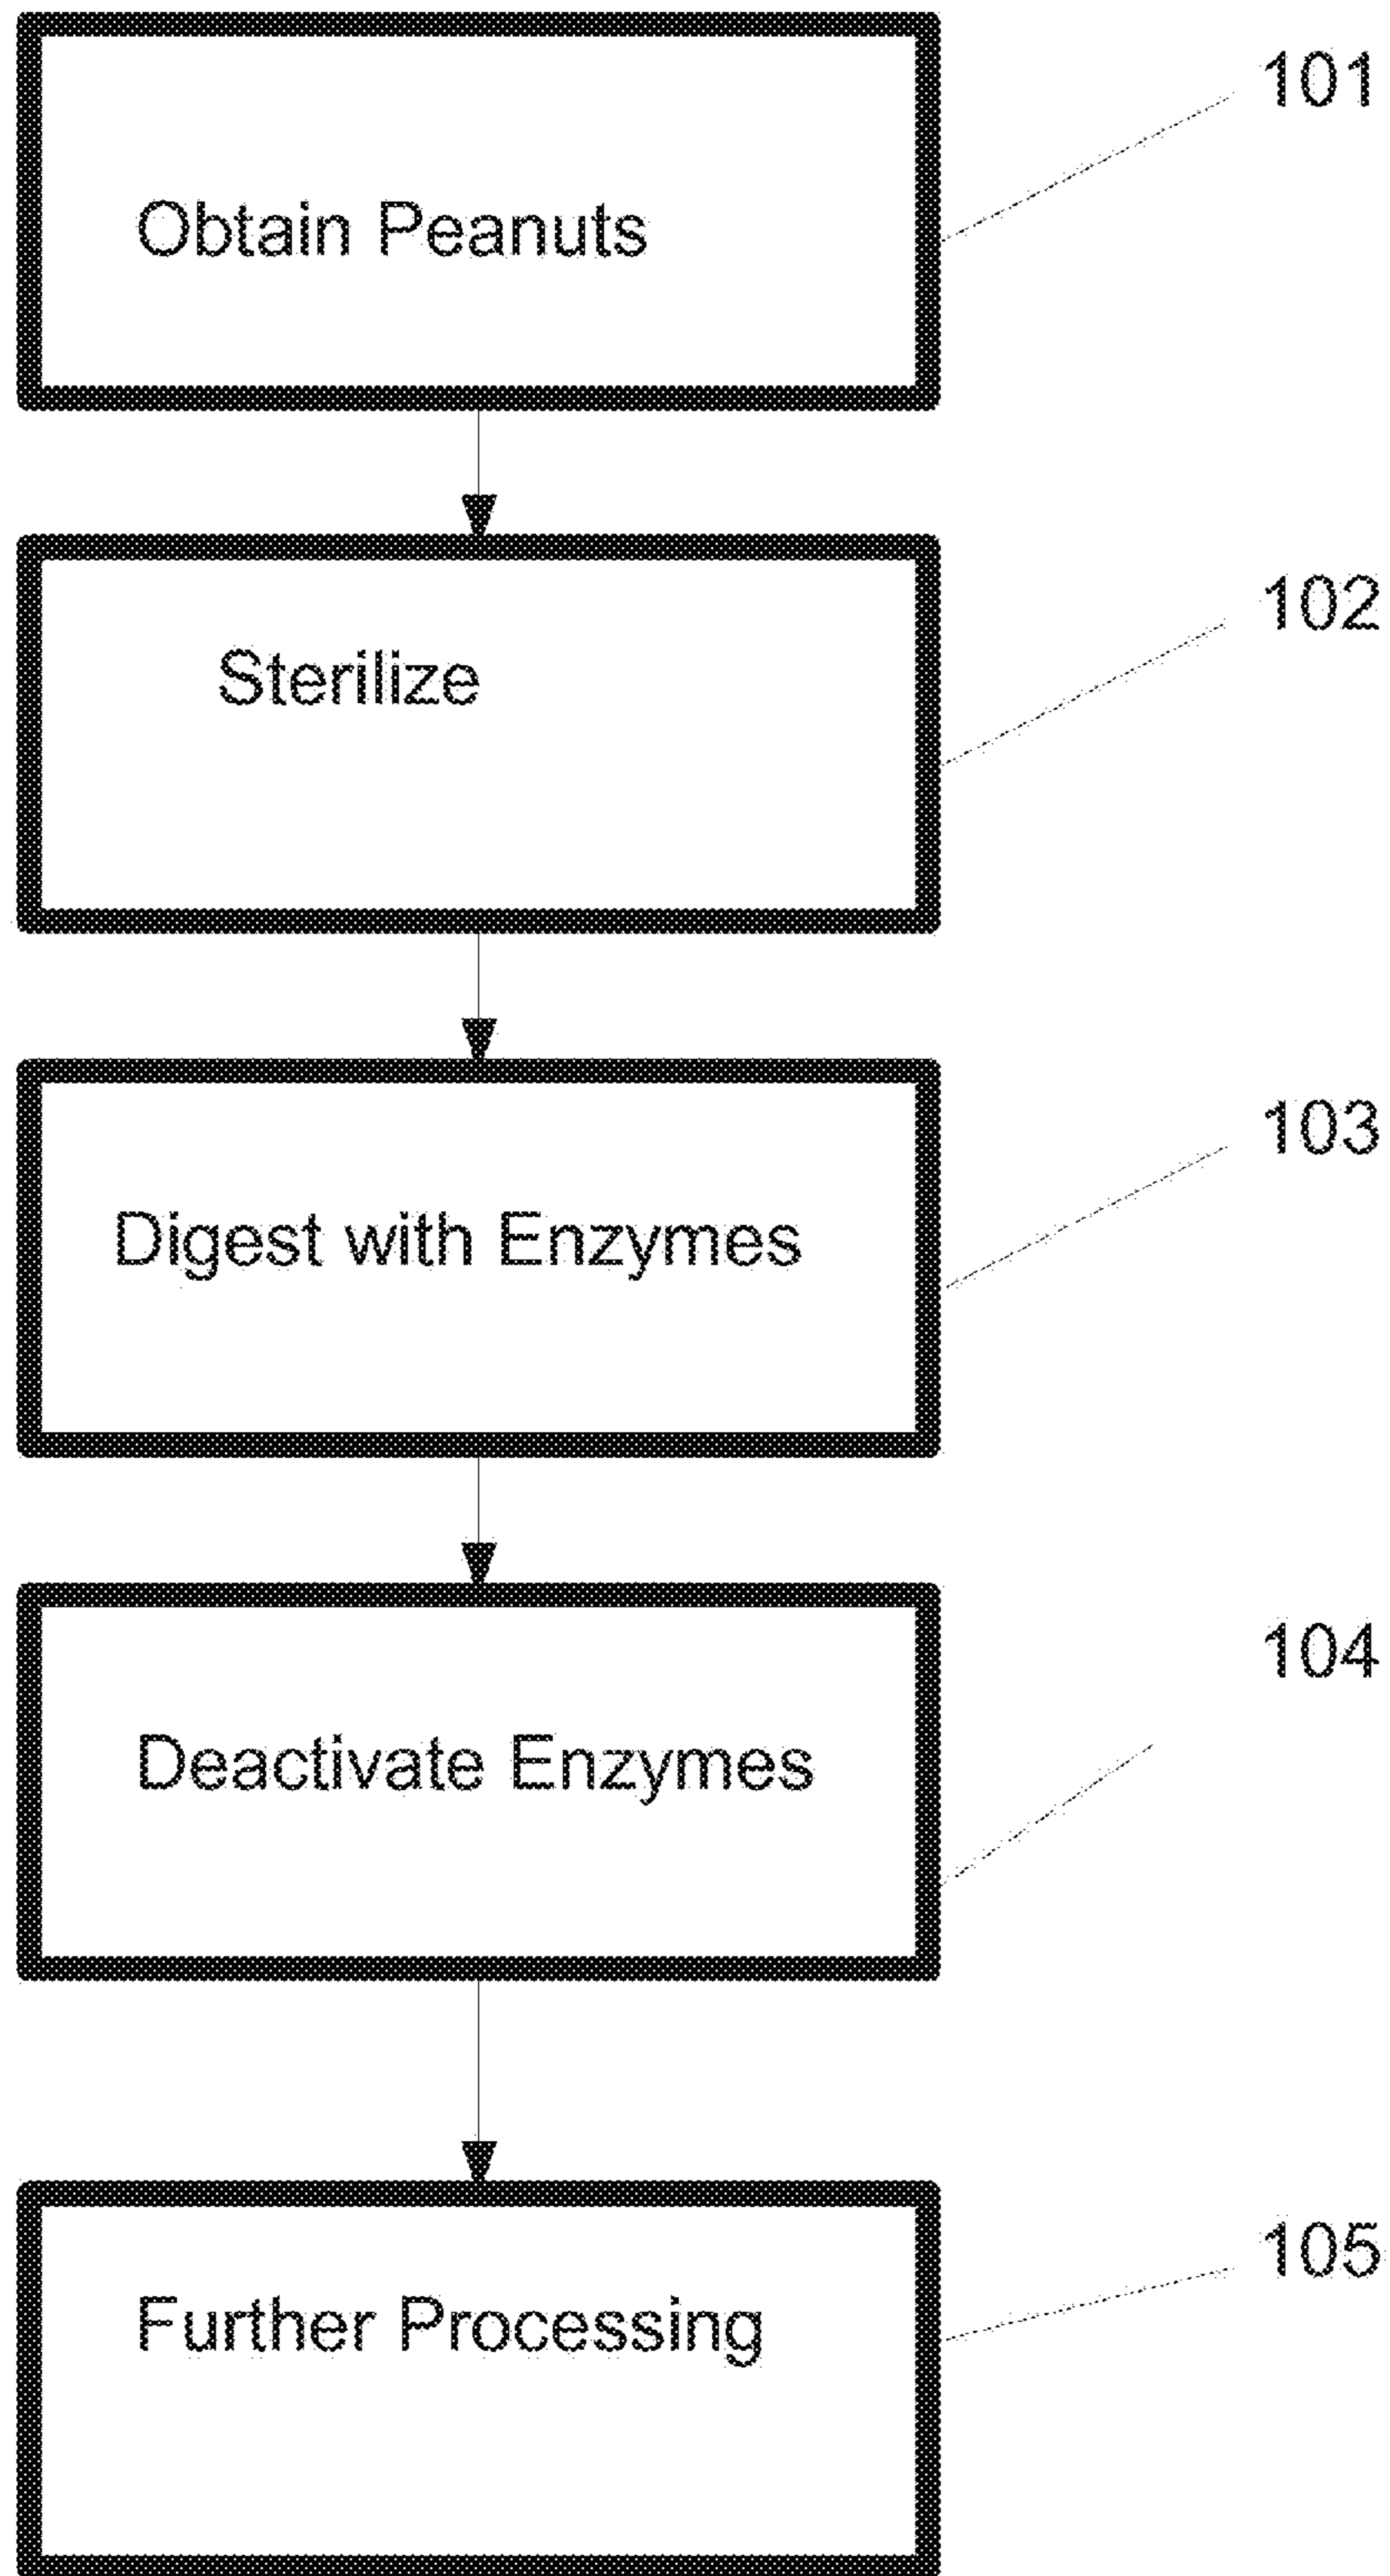 101
Obtain Peanuts
102
Sterilize
103
Digest with Enzymes
104
Deactivate Enzymes
105
Further Processing